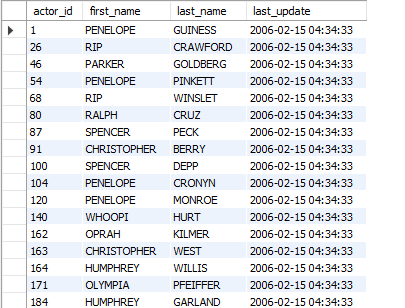 actor_id first_name last_name last_update
1 PENELOPE GUINESS 2006-02-15 04:34:33
26 RIP CRAWFORD 2006-02-15 04:34:33
46 PARKER GOLDBERG 2006-02-15 04:34:33
54 PENELOPE PINKETT 2006-02-15 04:34:33
68 RIP WINSLET 2006-02-15 04:34:33
80 RALPH CRUZ 2006-02-15 04:34:33
87 SPENCER PECK 2006-02-15 04:34:33
91 CHRISTOPHER BERRY 2006-02-15 04:34:33
100 SPENCER DEPP 2006-02-15 04:34:33
104 PENELOPE CRONYN 2006-02-15 04:34:33
120 PENELOPE MONROE 2006-02-15 04:34:33
140 WHOOPI HURT 2006-02-15 04:34:33
162 OPRAH KILMER 2006-02-15 04:34:33
163 CHRISTOPHER WEST 2006-02-15 04:34:33
164 HUMPHREY WILLIS 2006-02-15 04:34:33
171 OLYMPIA PFEIFFER 2006-02-15 04:34:33
184 HUMPHREY GARLAND 2006-02-15 04:34:33